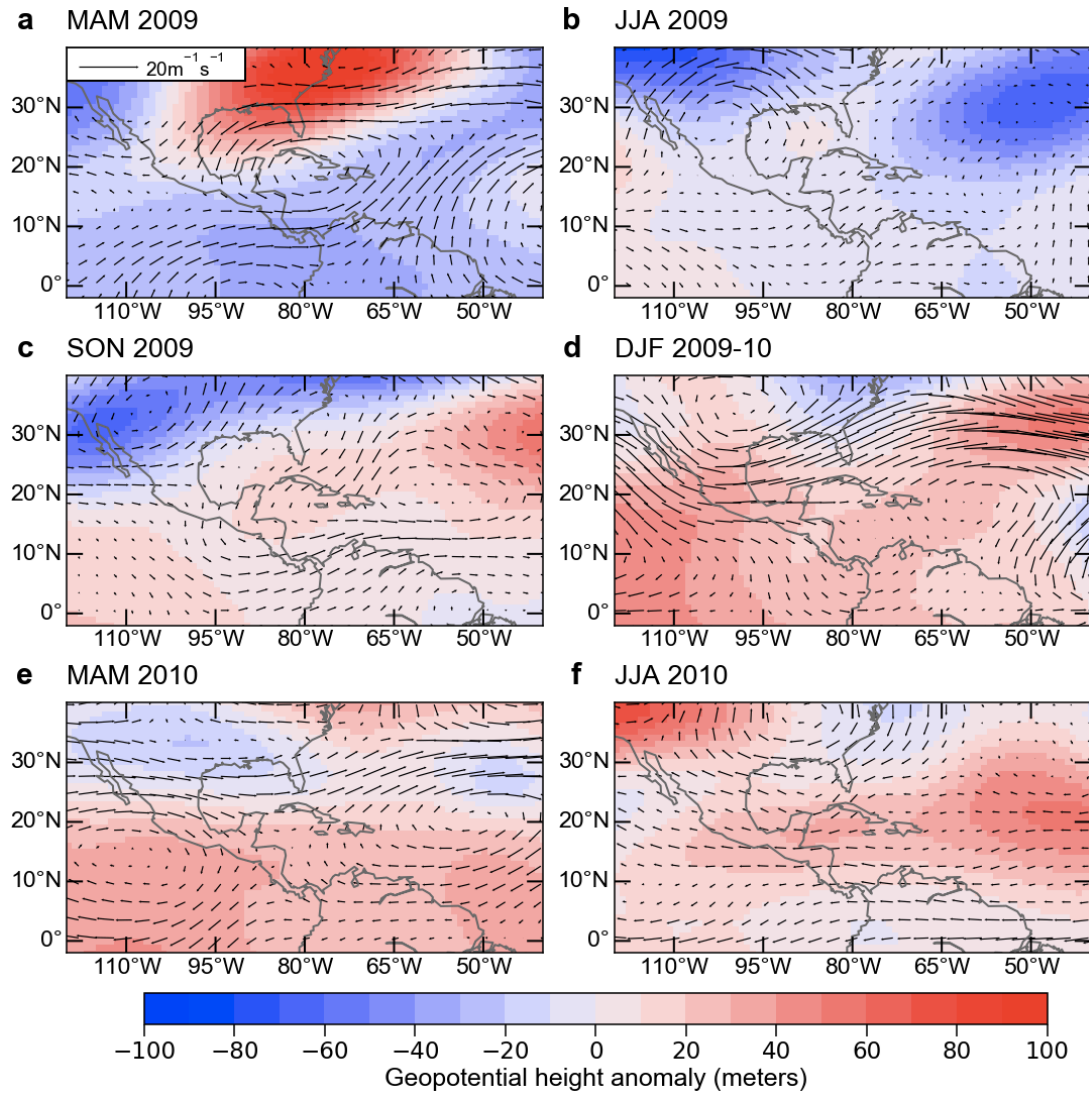 a MAM 2009
b JJA 2009
20m⁻¹s⁻¹
30°N
20°N
10°N
0°
110°W 95°W 80°W 65°W 50°W
30°N
20°N
10°N
0°
110°W 95°W 80°W 65°W 50°W
c SON 2009
d DJF 2009-10
30°N
20°N
10°N
0°
110°W 95°W 80°W 65°W 50°W
30°N
20°N
10°N
0°
110°W 95°W 80°W 65°W 50°W
e MAM 2010
f JJA 2010
30°N
20°N
10°N
0°
110°W 95°W 80°W 65°W 50°W
30°N
20°N
10°N
0°
110°W 95°W 80°W 65°W 50°W
−100 −80 −60 −40 −20 0 20 40 60 80 100
Geopotential height anomaly (meters)